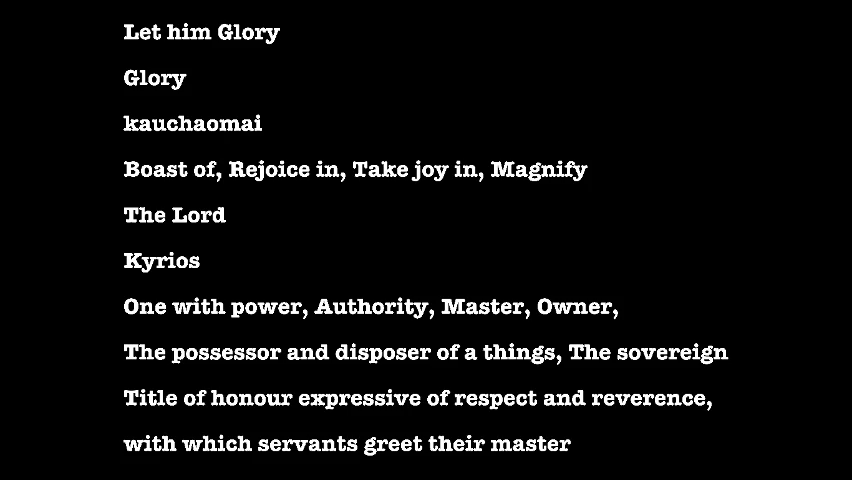 Let him Glory
Glory
kauchaomai
Boast of, Rejoice in, Take joy in, Magnify
The Lord
Kyrios
One with power, Authority, Master, Owner,
The possessor and disposer of a things, The sovereign
Title of honour expressive of respect and reverence,
with which servants greet their master